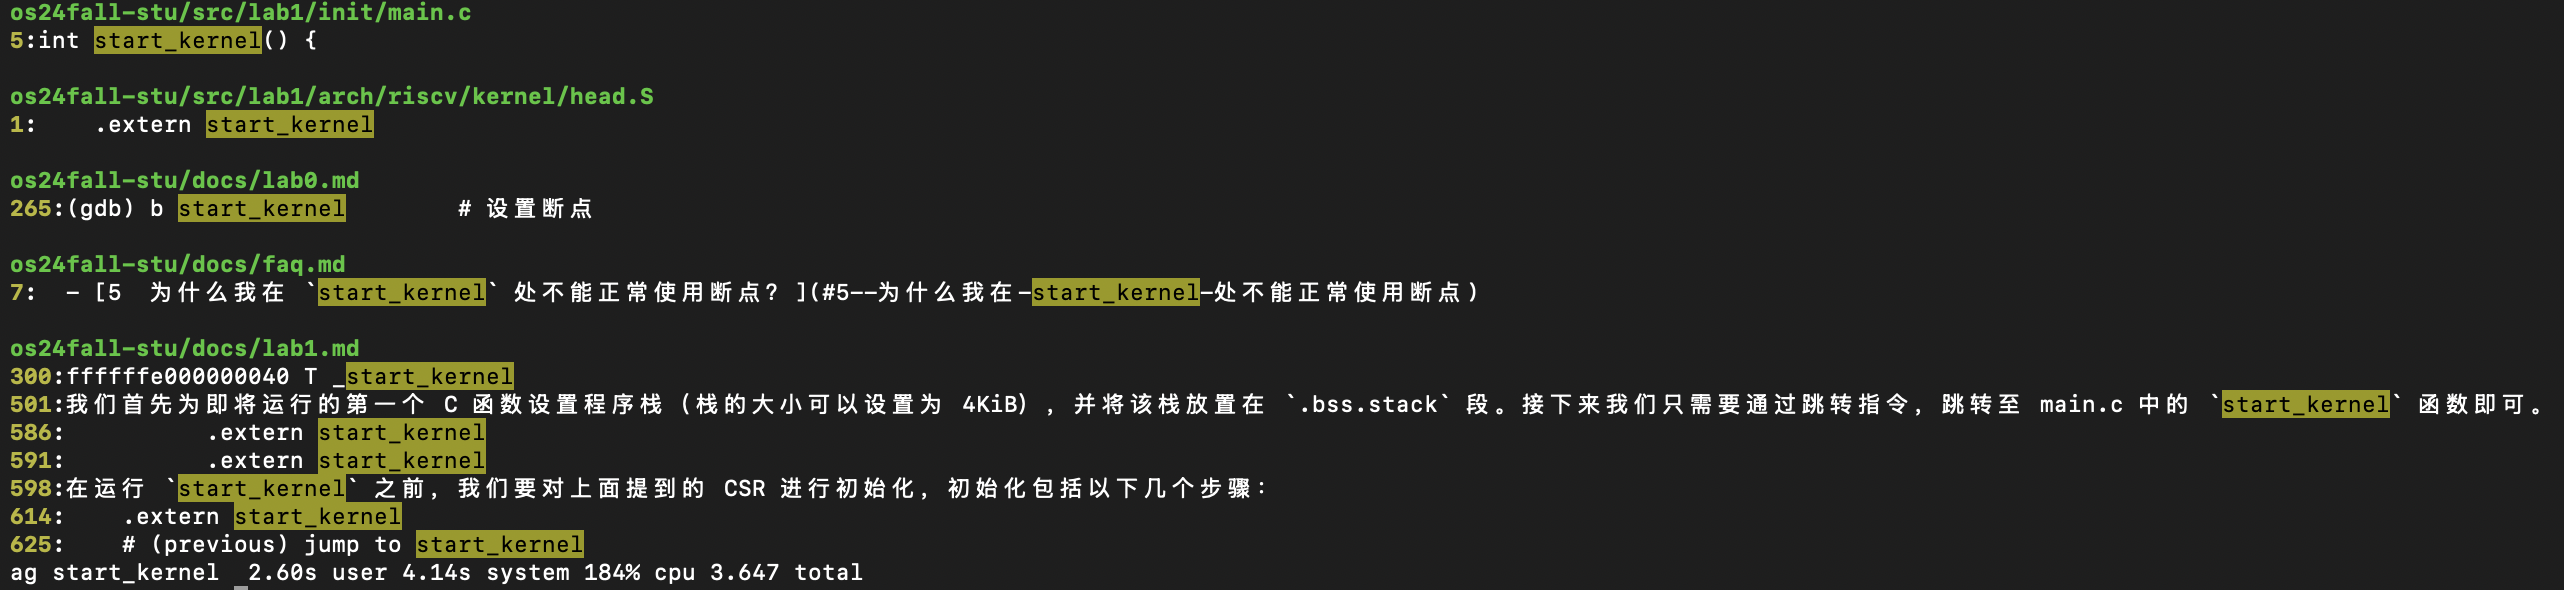 os24fall-stu/src/lab1/init/main.c
5:int start_kernel() {
os24fall-stu/src/lab1/arch/riscv/kernel/head.S
1:    .extern start_kernel
os24fall-stu/docs/lab0.md
265:(gdb) b start_kernel        # 设置断点
os24fall-stu/docs/faq.md
7:  - [5  为什么我在 `start_kernel` 处不能正常使用断点？](#5--为什么我在-start_kernel-处不能正常使用断点)
os24fall-stu/docs/lab1.md
300:ffffffe000000040 T _start_kernel
501:我们首先为即将运行的第一个 C 函数设置程序栈（栈的大小可以设置为 4KiB），并将该栈放置在 `.bss.stack` 段。接下来我们只需要通过跳转指令，跳转至 main.c 中的 `start_kernel` 函数即可。
586:          .extern start_kernel
591:          .extern start_kernel
598:在运行 `start_kernel` 之前，我们要对上面提到的 CSR 进行初始化，初始化包括以下几个步骤：
614:    .extern start_kernel
625:    # (previous) jump to start_kernel
ag start_kernel  2.60s user 4.14s system 184% cpu 3.647 total